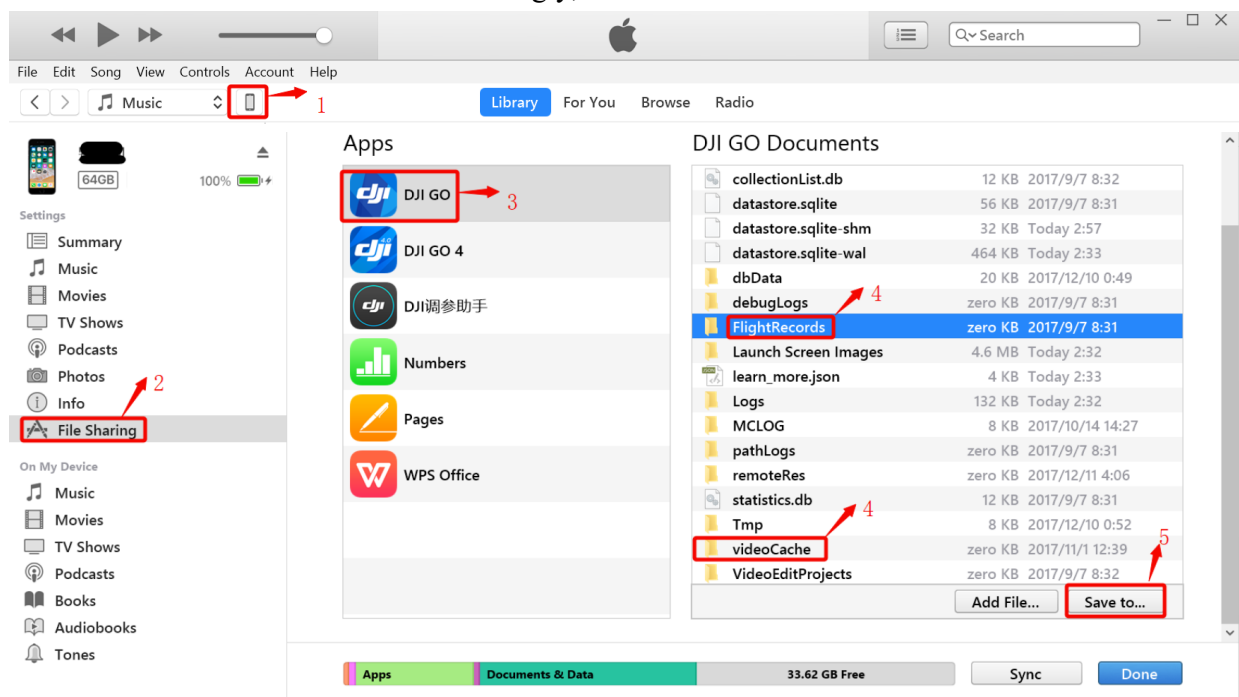 Search
File Edit Song View Controls Account Help
Music
1
Library For You Browse Radio
64GB 100%
Settings
Summary
Music
Movies
TV Shows
Podcasts
Photos
2
Info
File Sharing
On My Device
Music
Movies
TV Shows
Podcasts
Books
Audiobooks
Tones
Apps
dji DJI GO
3
dji 4.0 DJI GO 4
dji DJI调参助手
Numbers
Pages
WPS Office
DJI GO Documents
collectionList.db 12 KB 2017/9/7 8:32
datastore.sqlite 56 KB 2017/9/7 8:31
datastore.sqlite-shm 32 KB Today 2:57
datastore.sqlite-wal 464 KB Today 2:33
dbData 20 KB 2017/12/10 0:49
debugLogs zero KB 2017/9/7 8:31
4
FlightRecords zero KB 2017/9/7 8:31
Launch Screen Images 4.6 MB Today 2:32
learn_more.json 4 KB Today 2:33
Logs 132 KB Today 2:32
MCLOG 8 KB 2017/10/14 14:27
pathLogs zero KB 2017/9/7 8:31
remoteRes zero KB 2017/12/11 4:06
statistics.db 12 KB 2017/9/7 8:31
4
Tmp 8 KB 2017/12/10 0:52
videoCache zero KB 2017/11/1 12:39
5
VideoEditProjects zero KB 2017/9/7 8:32
Add File... Save to...
Apps Documents & Data 33.62 GB Free Sync Done